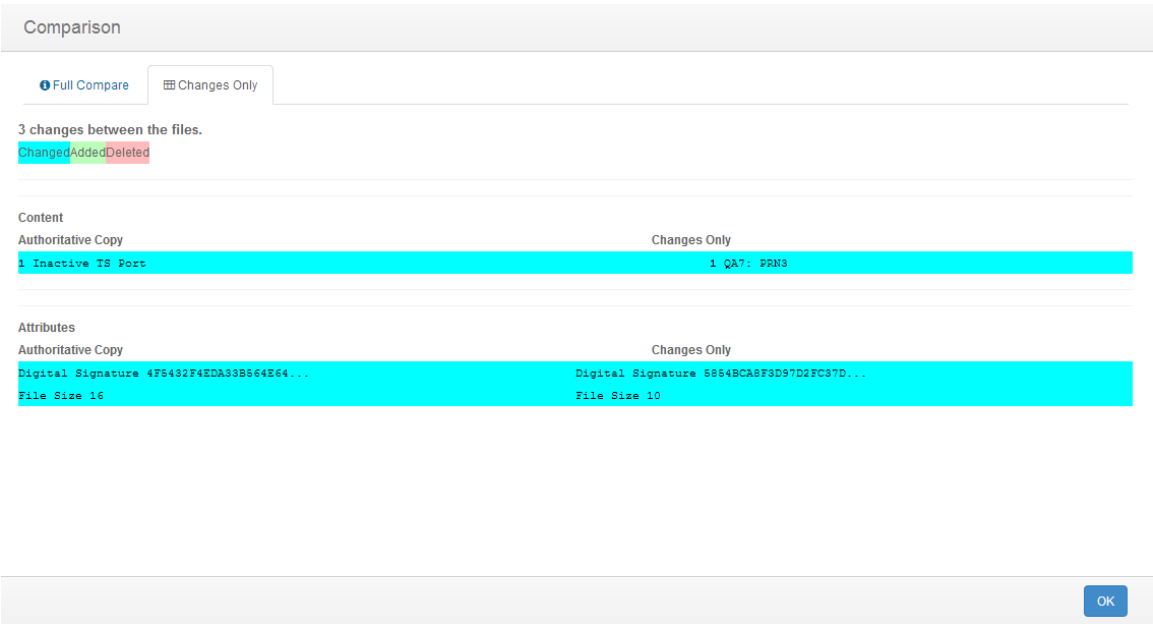 Comparison
Full Compare Changes Only
3 changes between the files.
ChangedAddedDeleted
Content
Authoritative Copy Changes Only
1 Inactive TS Port 1 QA7: PRN3
Attributes
Authoritative Copy Changes Only
Digital Signature 4F5432F4EDA33B564E64... Digital Signature 5854BCA8F3D97D2FC37D...
File Size 16 File Size 10
OK